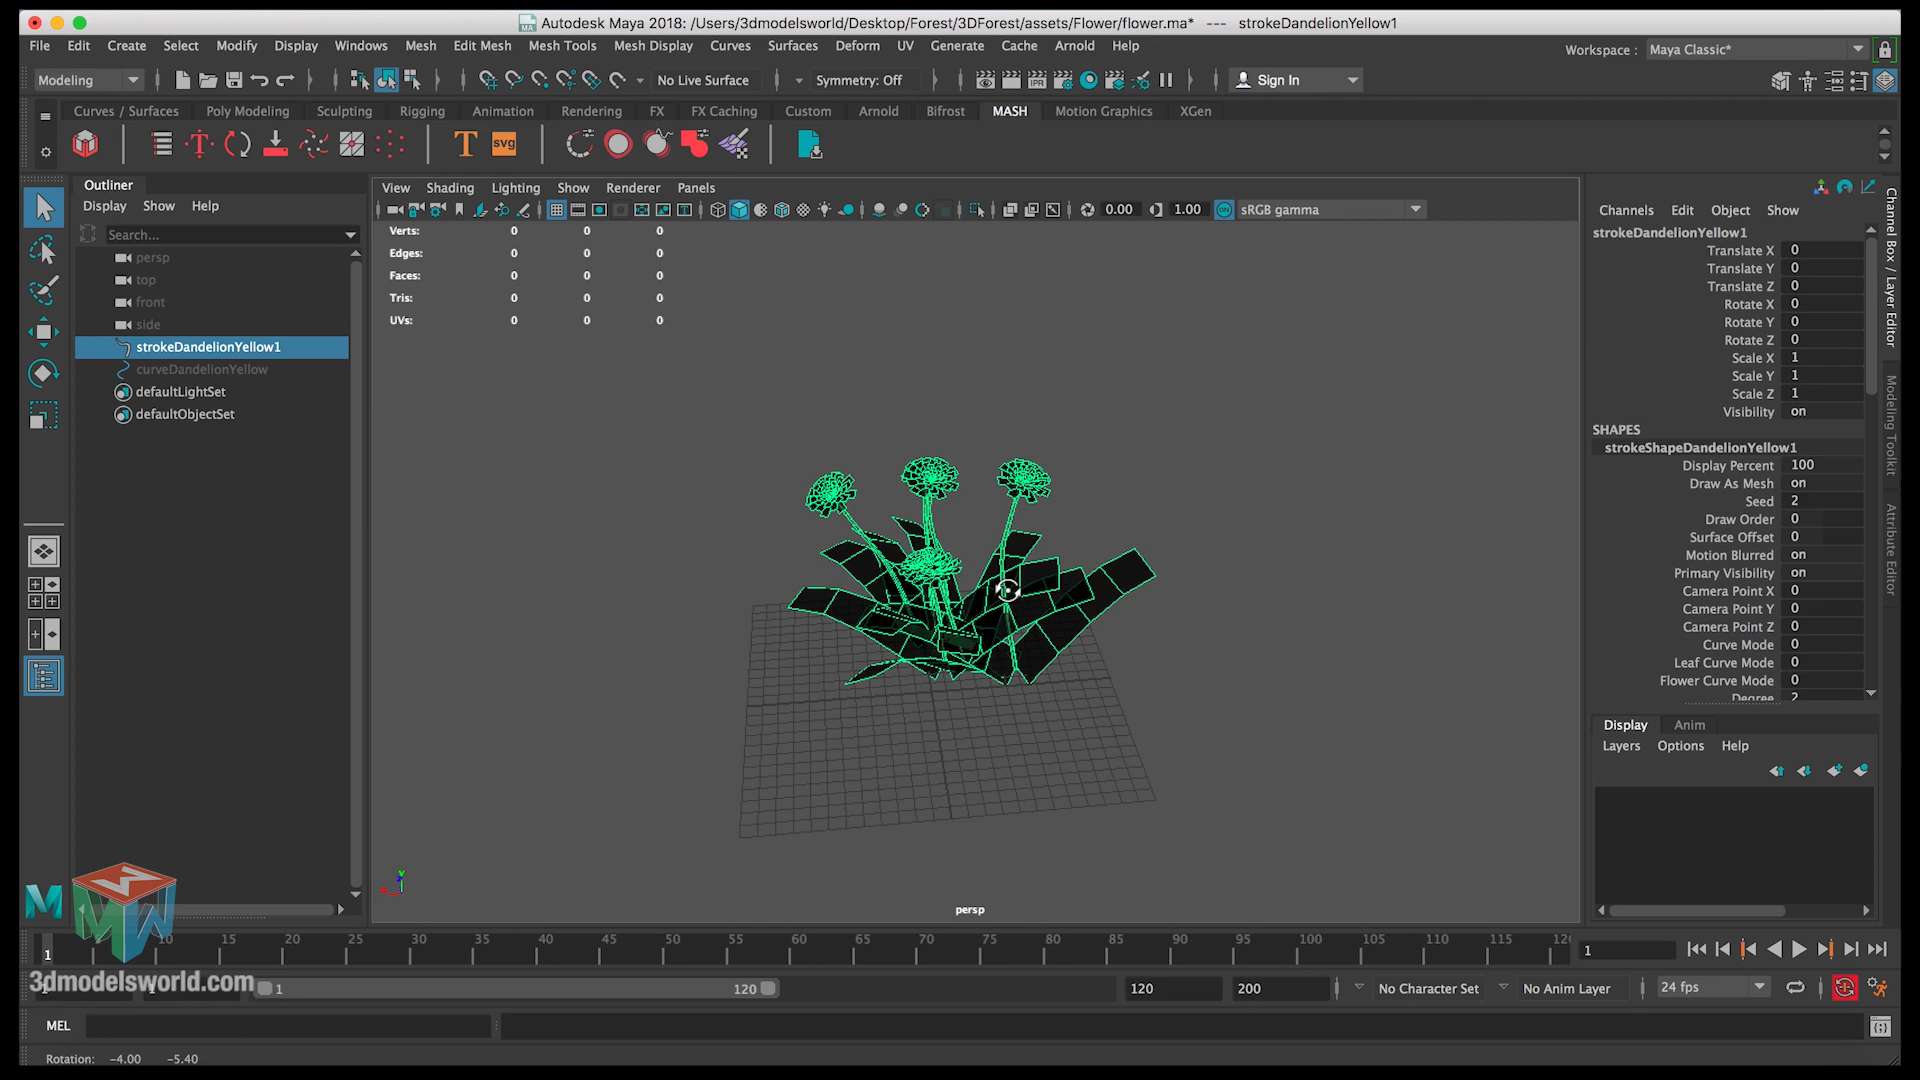 Autodesk Maya 2018: /Users/3dmodelsworld/Desktop/Forest/3DForest/assets/Flower/flower.ma* --- strokeDandelionYellow1
File Edit Create Select Modify Display Windows Mesh Edit Mesh Mesh Tools Mesh Display Curves Surfaces Deform UV Generate Cache Arnold Help
Workspace : Maya Classic*
Modeling No Live Surface Symmetry: Off Sign In
Curves / Surfaces Poly Modeling Sculpting Rigging Animation Rendering FX FX Caching Custom Arnold Bifrost MASH Motion Graphics XGen
T svg
Outliner
Display Show Help
Search...
persp
top
front
side
strokeDandelionYellow1
curveDandelionYellow
defaultLightSet
defaultObjectSet
View Shading Lighting Show Renderer Panels
0.00 1.00 ON sRGB gamma
Verts: 0 0 0
Edges: 0 0 0
Faces: 0 0 0
Tris: 0 0 0
UVs: 0 0 0
persp
Channels Edit Object Show
strokeDandelionYellow1
Translate X 0
Translate Y 0
Translate Z 0
Rotate X 0
Rotate Y 0
Rotate Z 0
Scale X 1
Scale Y 1
Scale Z 1
Visibility on
SHAPES
strokeShapeDandelionYellow1
Display Percent 100
Draw As Mesh on
Seed 2
Draw Order 0
Surface Offset 0
Motion Blurred on
Primary Visibility on
Camera Point X 0
Camera Point Y 0
Camera Point Z 0
Curve Mode 0
Leaf Curve Mode 0
Flower Curve Mode 0
Degree 2
Channel Box / Layer Editor
Modeling Toolkit
Attribute Editor
Display Anim
Layers Options Help
1 10 15 20 25 30 35 40 45 50 55 60 65 70 75 80 85 90 95 100 105 110 115 120
1
3dmodelsworld.com
1 120 120 200 No Character Set No Anim Layer 24 fps
MEL
Rotation: -4.00 -5.40